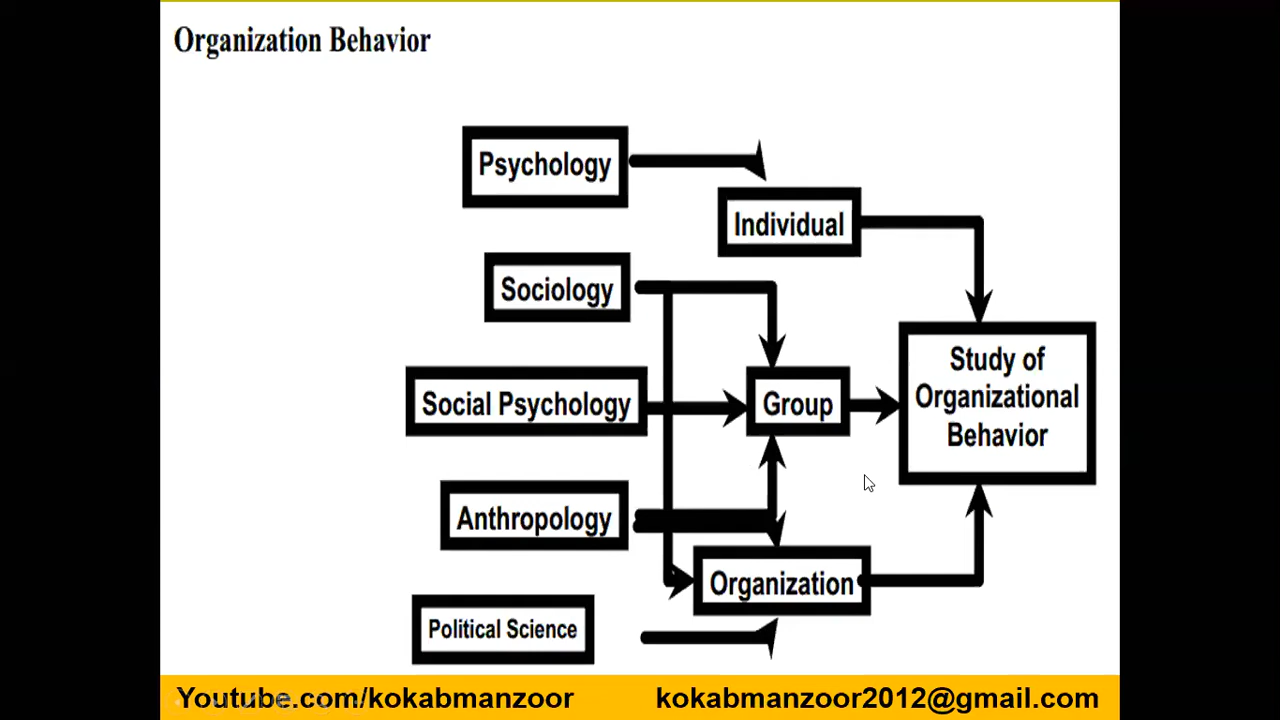 Organization Behavior
Psychology
Individual
Sociology
Study of
Organizational
Behavior
Social Psychology
Group
Anthropology
Organization
Political Science
Youtube.com/kokabmanzoor
kokabmanzoor2012@gmail.com